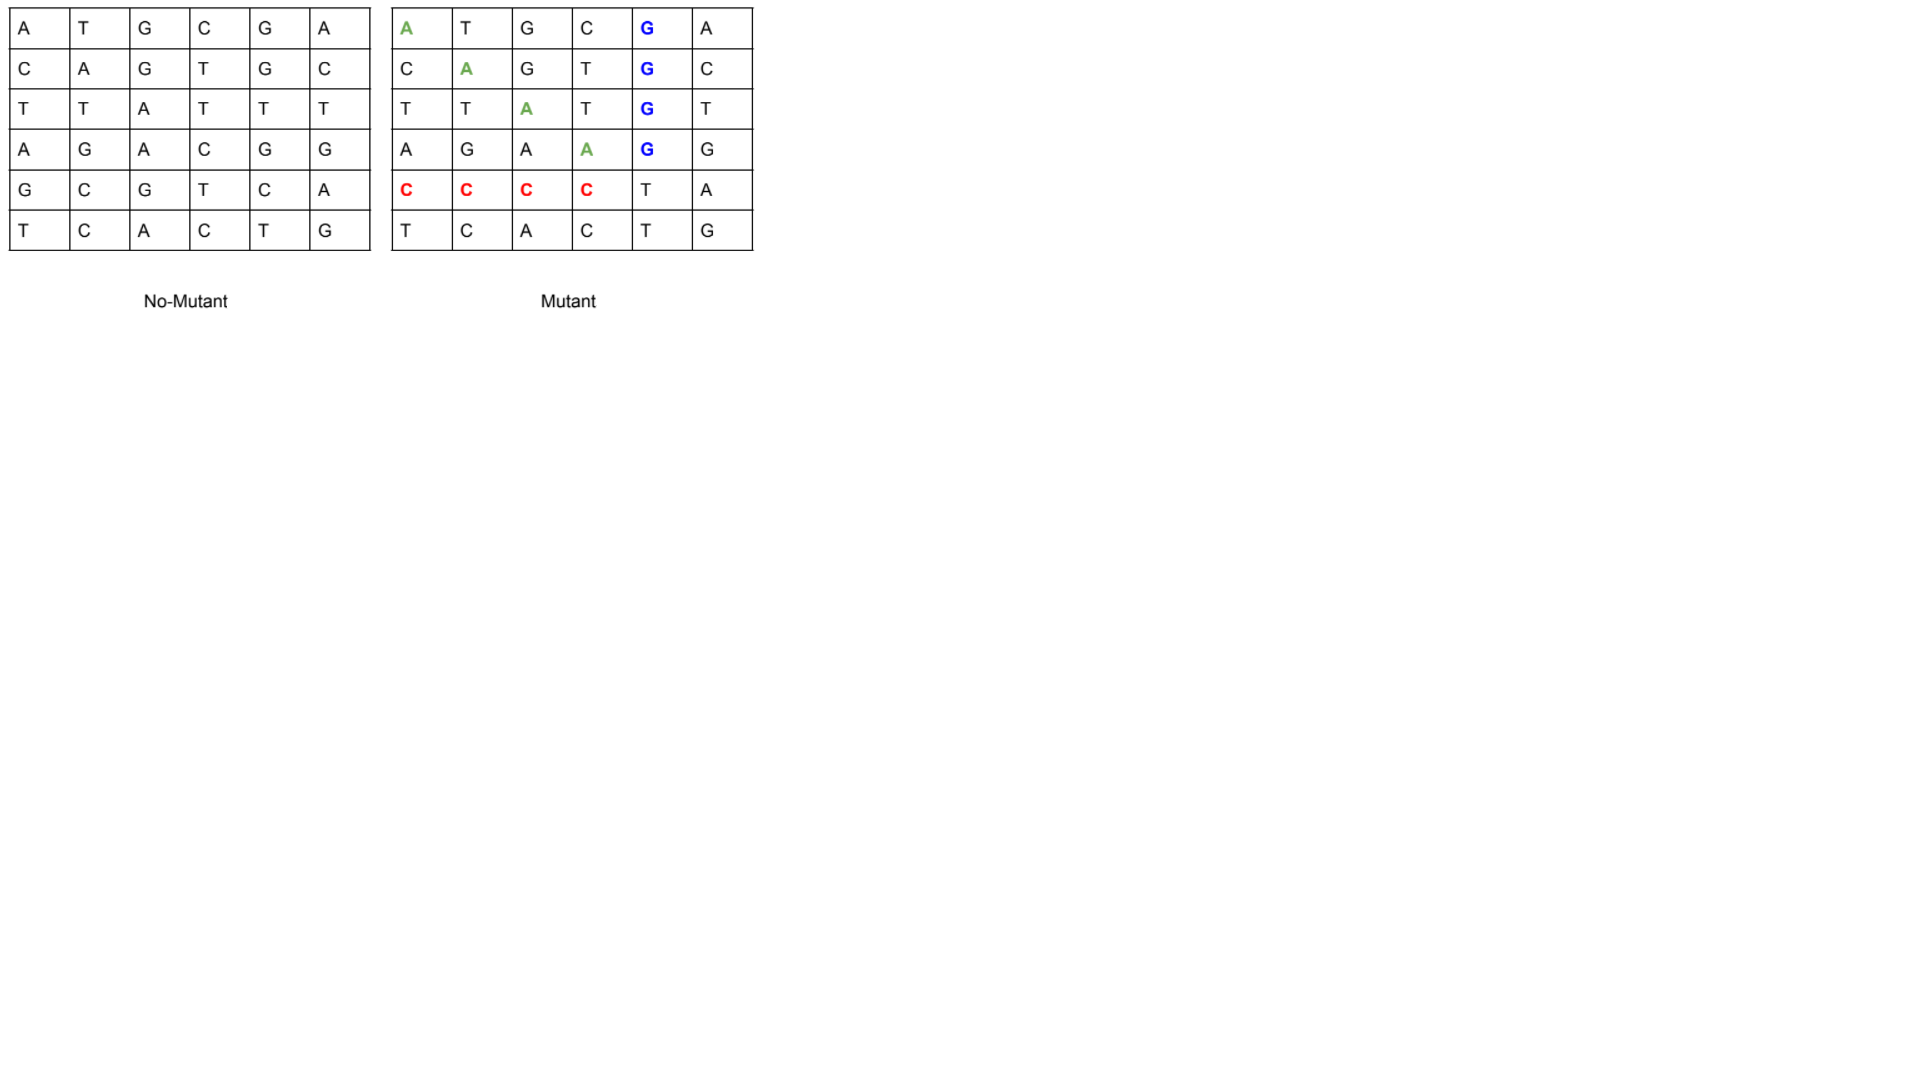 A T G C G A
C A G T G C
T T A T T T
A G A C G G
G C G T C A
T C A C T G
No-Mutant
A T G C G A
C A G T G C
T T A T G T
A G A A G G
C C C C T A
T C A C T G
Mutant